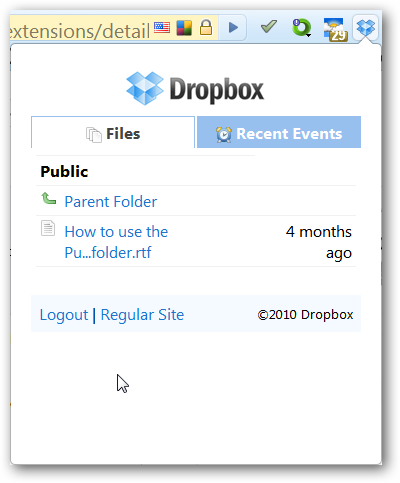 extensions/detail
29
Dropbox
Files
Recent Events
Public
Parent Folder
How to use the 4 months
Pu...folder.rtf ago
Logout | Regular Site ©2010 Dropbox